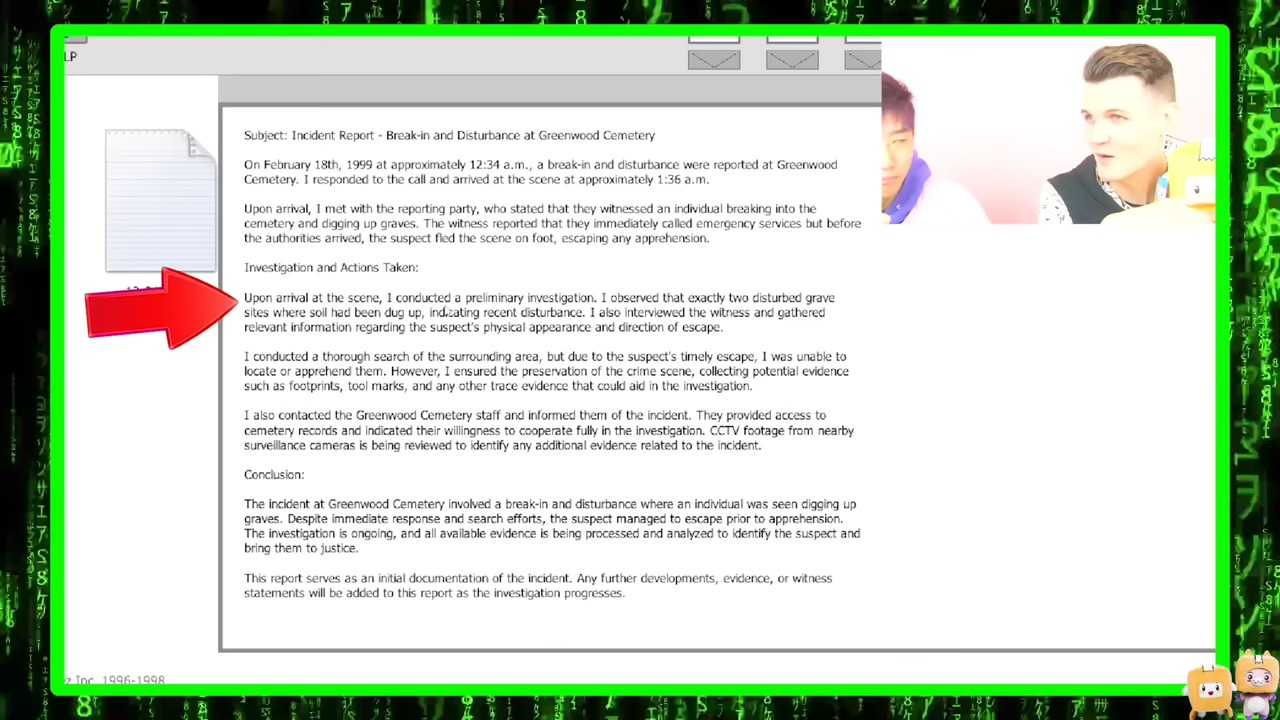 LP
Subject: Incident Report - Break-in and Disturbance at Greenwood Cemetery
On February 18th, 1999 at approximately 12:34 a.m., a break-in and disturbance were reported at Greenwood
Cemetery. I responded to the call and arrived at the scene at approximately 1:36 a.m.
Upon arrival, I met with the reporting party, who stated that they witnessed an individual breaking into the
cemetery and digging up graves. The witness reported that they immediately called emergency services but before
the authorities arrived, the suspect fled the scene on foot, escaping any apprehension.
Investigation and Actions Taken:
Upon arrival at the scene, I conducted a preliminary investigation. I observed that exactly two disturbed grave
sites where soil had been dug up, indicating recent disturbance. I also interviewed the witness and gathered
relevant information regarding the suspect's physical appearance and direction of escape.
I conducted a thorough search of the surrounding area, but due to the suspect's timely escape, I was unable to
locate or apprehend them. However, I ensured the preservation of the crime scene, collecting potential evidence
such as footprints, tool marks, and any other trace evidence that could aid in the investigation.
I also contacted the Greenwood Cemetery staff and informed them of the incident. They provided access to
cemetery records and indicated their willingness to cooperate fully in the investigation. CCTV footage from nearby
surveillance cameras is being reviewed to identify any additional evidence related to the incident.
Conclusion:
The incident at Greenwood Cemetery involved a break-in and disturbance where an individual was seen digging up
graves. Despite immediate response and search efforts, the suspect managed to escape prior to apprehension.
The investigation is ongoing, and all available evidence is being processed and analyzed to identify the suspect and
bring them to justice.
This report serves as an initial documentation of the incident. Any further developments, evidence, or witness
statements will be added to this report as the investigation progresses.
Inc. 1996-1998